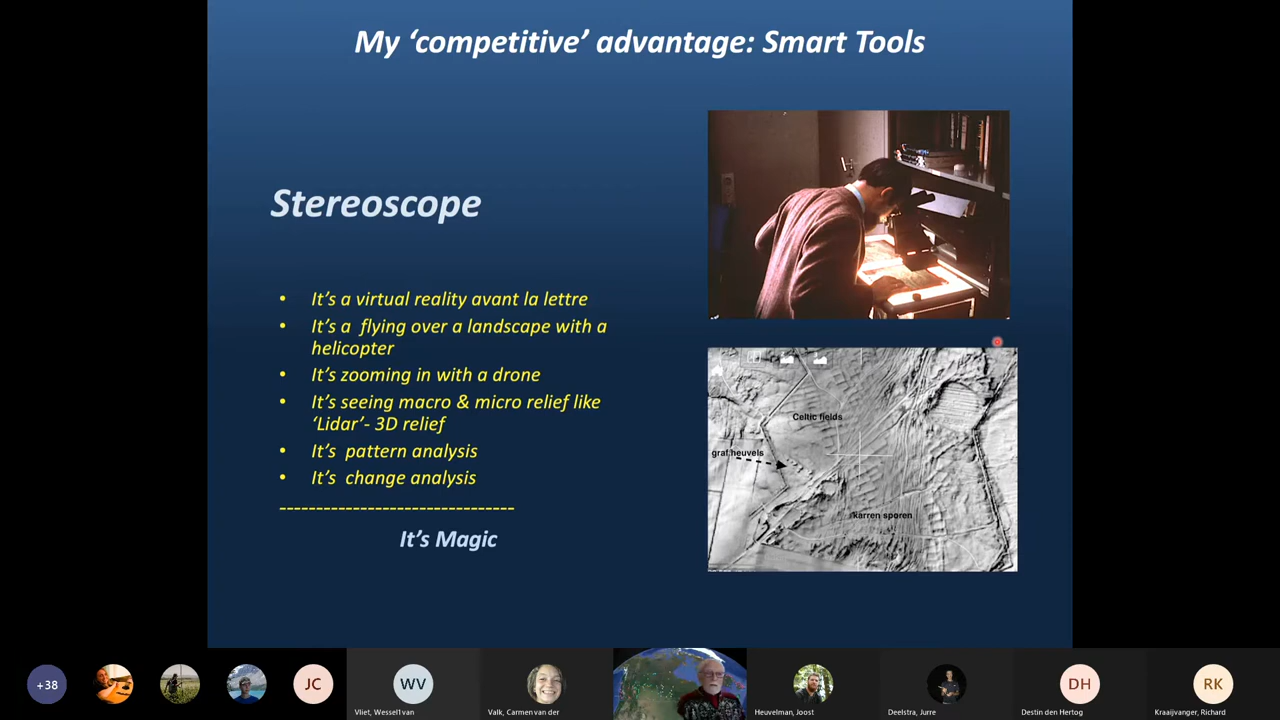 My ‘competitive’ advantage: Smart Tools
Stereoscope
• It’s a virtual reality avant la lettre
• It’s a flying over a landscape with a
helicopter
• It’s zooming in with a drone
• It’s seeing macro & micro relief like
‘Lidar’- 3D relief
• It’s pattern analysis
• It’s change analysis
-------------------------------
It’s Magic
Celtic fields
graf heuvels
karren sporen
+38
JC
WV
DH
RK
Vliet, Wessel van
Valk, Carmen van der
Heuvelman, Joost
Deelstra, Jurre
Destin den Hertog
Kraaijvanger, Richard